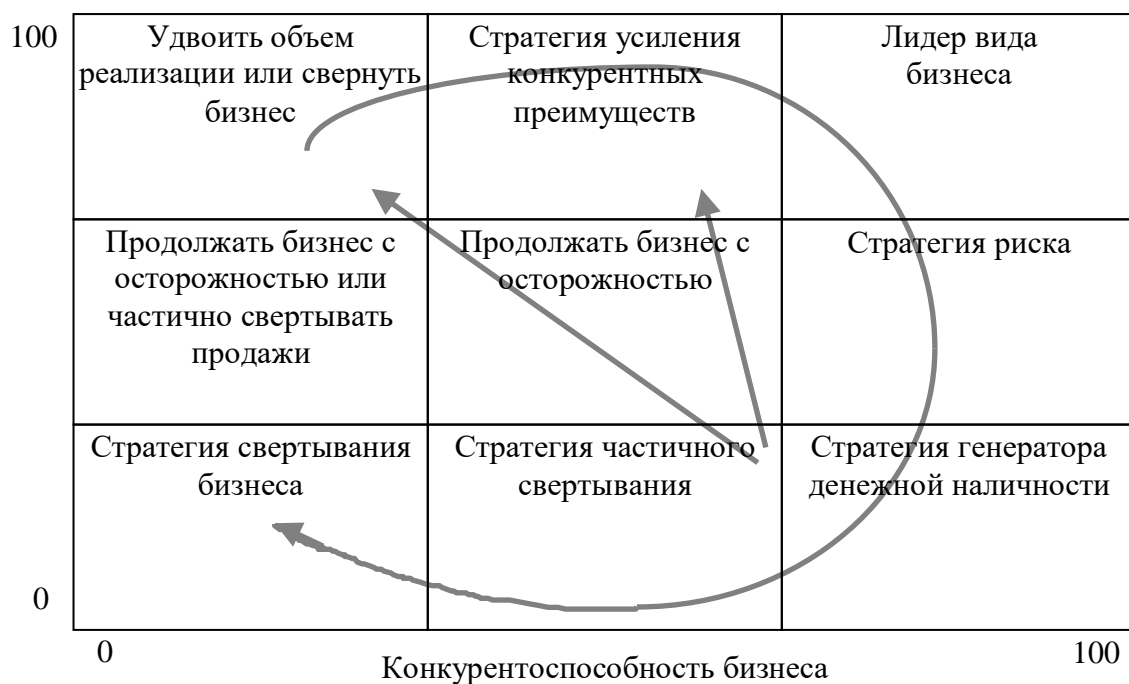 100
Удвоить объем
реализации или свернуть
бизнес
Стратегия усиления
конкурентных
преимуществ
Лидер вида
бизнеса
Продолжать бизнес с
осторожностью или
частично свертывать
продажи
Продолжать бизнес с
осторожностью
Стратегия риска
Стратегия свертывания
бизнеса
Стратегия частичного
свертывания
Стратегия генератора
денежной наличности
0
0
Конкурентоспособность бизнеса
100